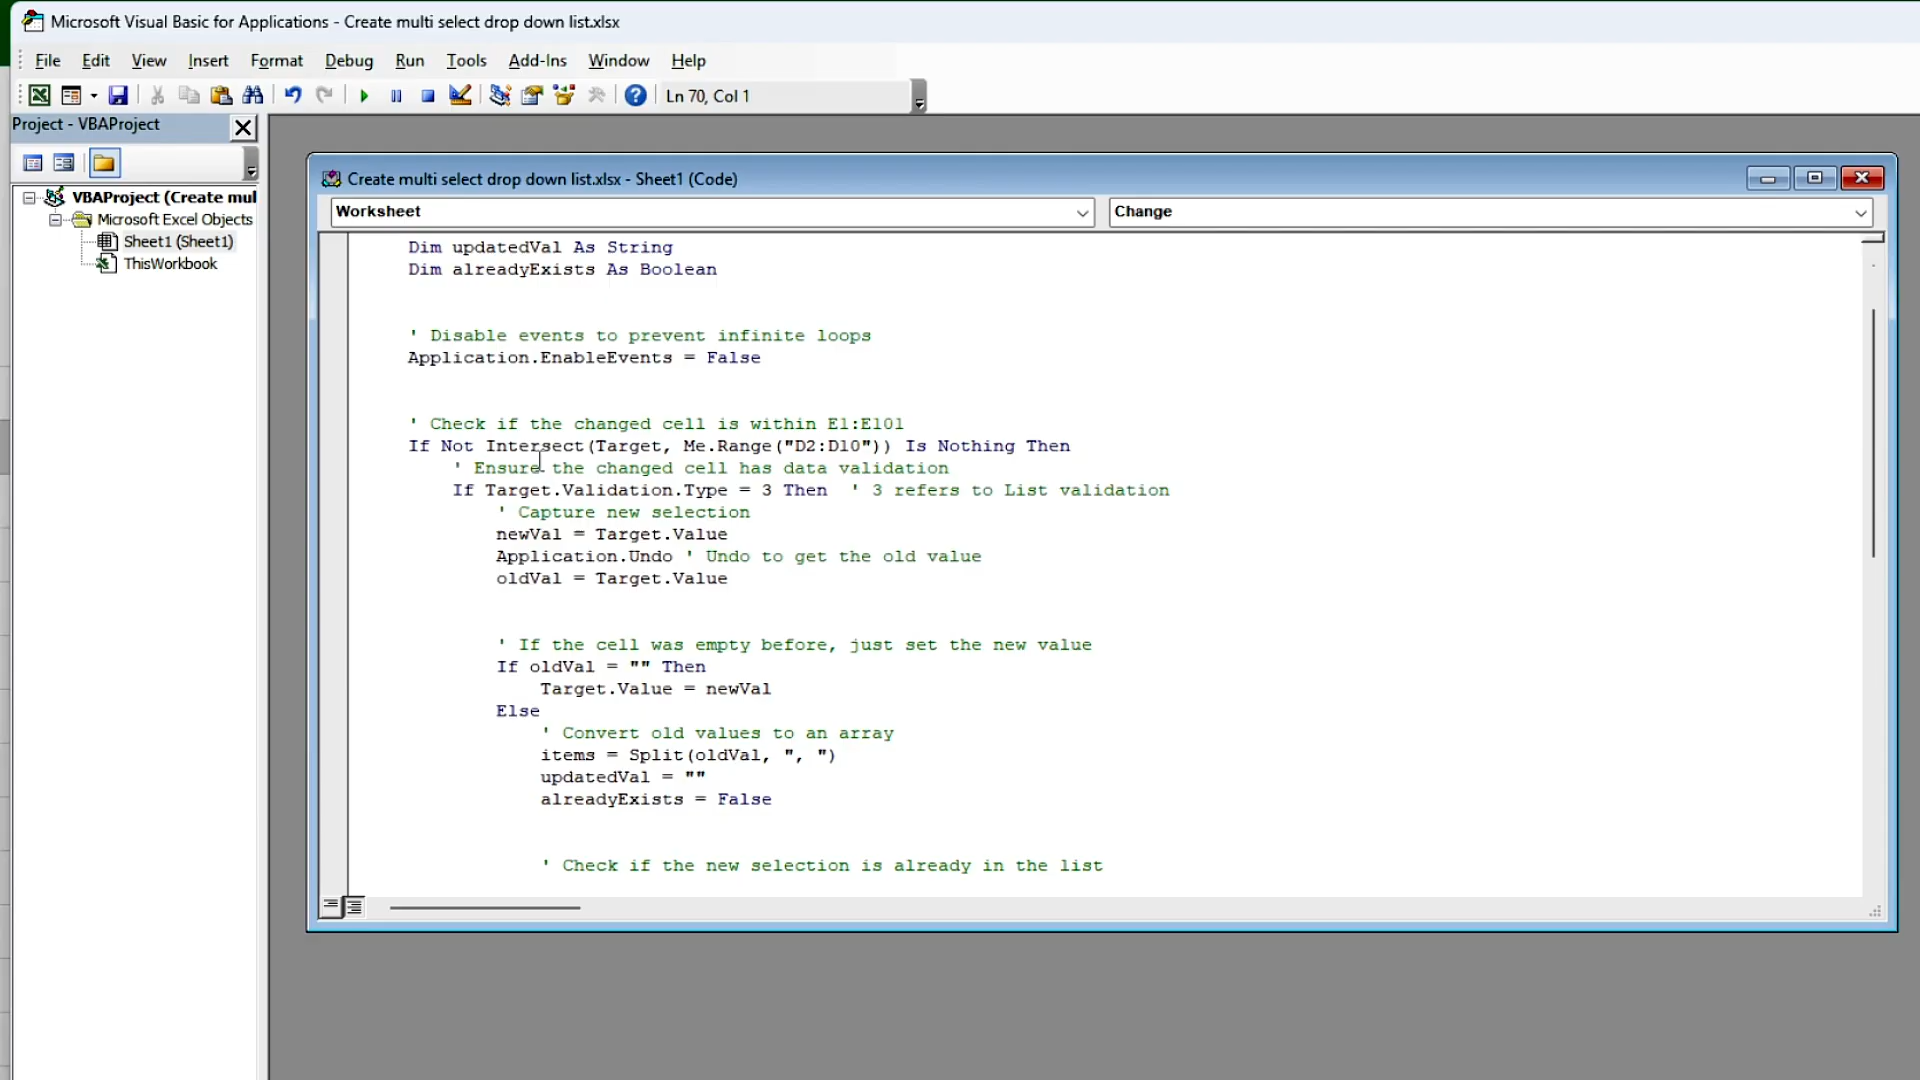 Microsoft Visual Basic for Applications - Create multi select drop down list.xlsx
File Edit View Insert Format Debug Run Tools Add-Ins Window Help
Ln 70, Col 1
Project - VBAProject
VBAProject (Create mul
Microsoft Excel Objects
Sheet1 (Sheet1)
ThisWorkbook
Create multi select drop down list.xlsx - Sheet1 (Code)
Worksheet
Change
Dim updatedVal As String
Dim alreadyExists As Boolean
' Disable events to prevent infinite loops
Application.EnableEvents = False
' Check if the changed cell is within E1:E101
If Not Intersect(Target, Me.Range("D2:D10")) Is Nothing Then
' Ensure the changed cell has data validation
If Target.Validation.Type = 3 Then ' 3 refers to List validation
' Capture new selection
newVal = Target.Value
Application.Undo ' Undo to get the old value
oldVal = Target.Value
' If the cell was empty before, just set the new value
If oldVal = "" Then
Target.Value = newVal
Else
' Convert old values to an array
items = Split(oldVal, ", ")
updatedVal = ""
alreadyExists = False
' Check if the new selection is already in the list